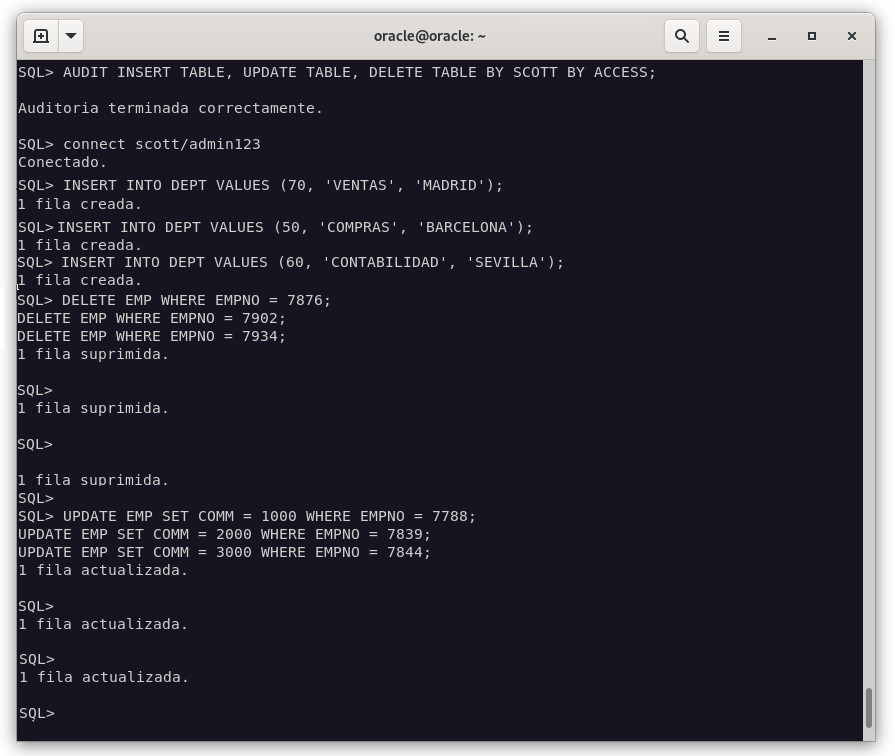 oracle@oracle: ~
SQL> AUDIT INSERT TABLE, UPDATE TABLE, DELETE TABLE BY SCOTT BY ACCESS;
Auditoria terminada correctamente.
SQL> connect scott/admin123
Conectado.
SQL> INSERT INTO DEPT VALUES (70, 'VENTAS', 'MADRID');
1 fila creada.
SQL> INSERT INTO DEPT VALUES (50, 'COMPRAS', 'BARCELONA');
1 fila creada.
SQL> INSERT INTO DEPT VALUES (60, 'CONTABILIDAD', 'SEVILLA');
1 fila creada.
SQL> DELETE EMP WHERE EMPNO = 7876;
DELETE EMP WHERE EMPNO = 7902;
DELETE EMP WHERE EMPNO = 7934;
1 fila suprimida.
SQL>
1 fila suprimida.
SQL>
1 fila suprimida.
SQL>
SQL> UPDATE EMP SET COMM = 1000 WHERE EMPNO = 7788;
UPDATE EMP SET COMM = 2000 WHERE EMPNO = 7839;
UPDATE EMP SET COMM = 3000 WHERE EMPNO = 7844;
1 fila actualizada.
SQL>
1 fila actualizada.
SQL>
1 fila actualizada.
SQL>